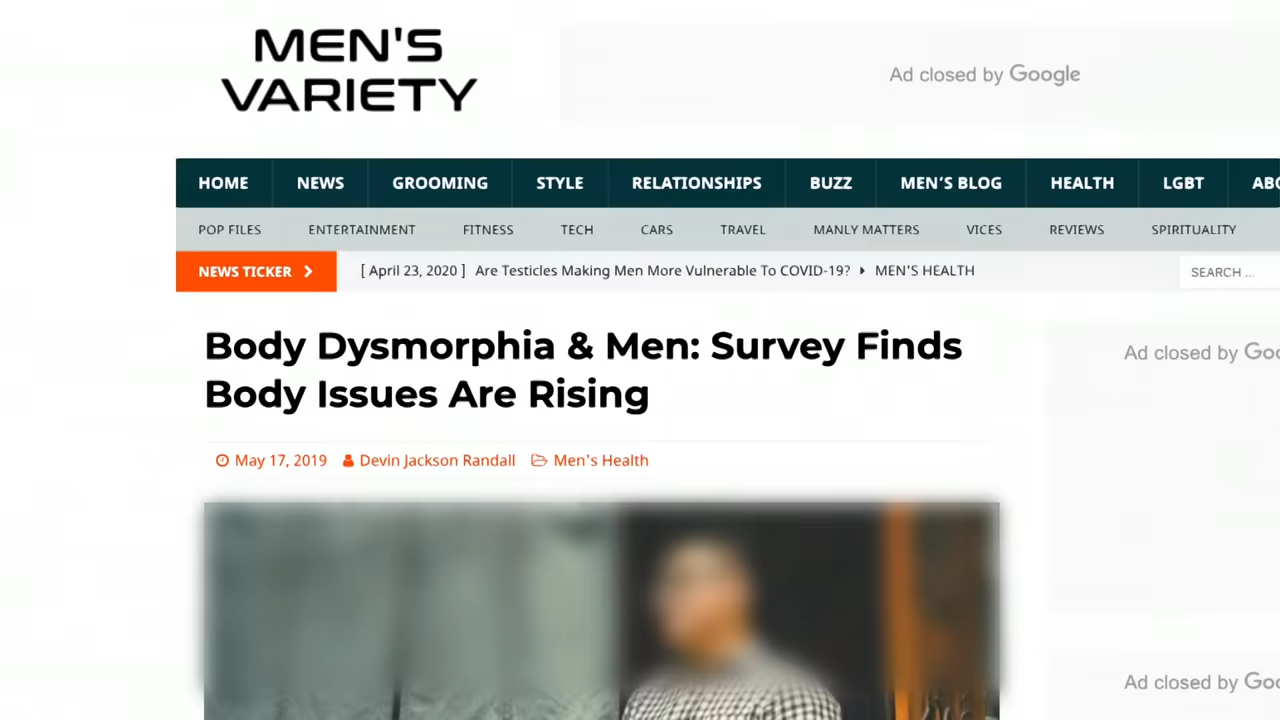 MEN'S
VARIETY
Ad closed by Google
HOME NEWS GROOMING STYLE RELATIONSHIPS BUZZ MEN'S BLOG HEALTH LGBT
POP FILES ENTERTAINMENT FITNESS TECH CARS TRAVEL MANLY MATTERS VICES REVIEWS SPIRITUALITY
NEWS TICKER [ April 23, 2020 ] Are Testicles Making Men More Vulnerable To COVID-19? MEN'S HEALTH SEARCH ...
Body Dysmorphia & Men: Survey Finds
Body Issues Are Rising
Ad closed by
May 17, 2019 Devin Jackson Randall Men's Health
Ad closed by